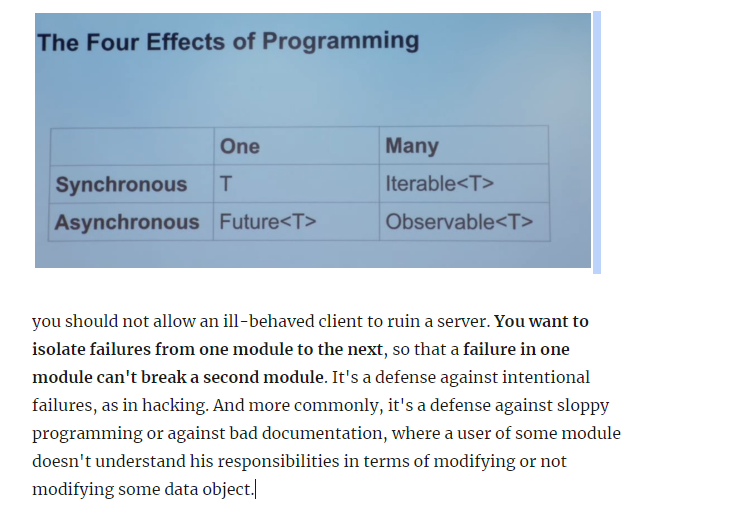 The Four Effects of Programming
One Many
Synchronous T Iterable<T>
Asynchronous Future<T> Observable<T>
you should not allow an ill-behaved client to ruin a server. You want to
isolate failures from one module to the next, so that a failure in one
module can't break a second module. It's a defense against intentional
failures, as in hacking. And more commonly, it's a defense against sloppy
programming or against bad documentation, where a user of some module
doesn't understand his responsibilities in terms of modifying or not
modifying some data object.